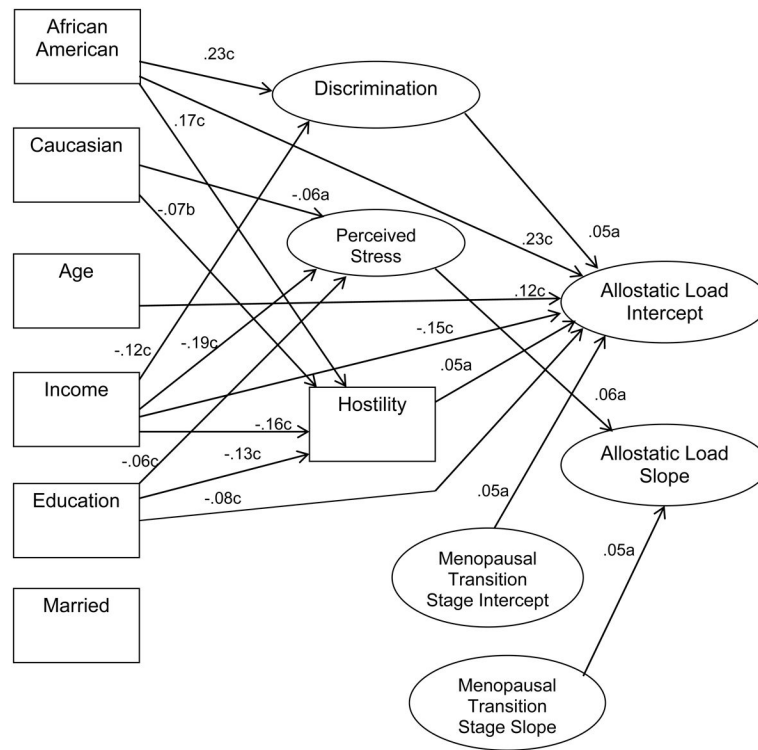 African
American
.23c
Discrimination
.17c
Caucasian
-.06a
-.07b
Perceived
Stress
.23c
.05a
Age
.12c
Allostatic Load
Intercept
-.12c
-.19c
-.15c
Income
Hostility
.05a
-.16c
.06a
-.06c
-.13c
Allostatic Load
Slope
Education
-.08c
.05a
.05a
Menopausal
Transition
Stage Intercept
Married
Menopausal
Transition
Stage Slope